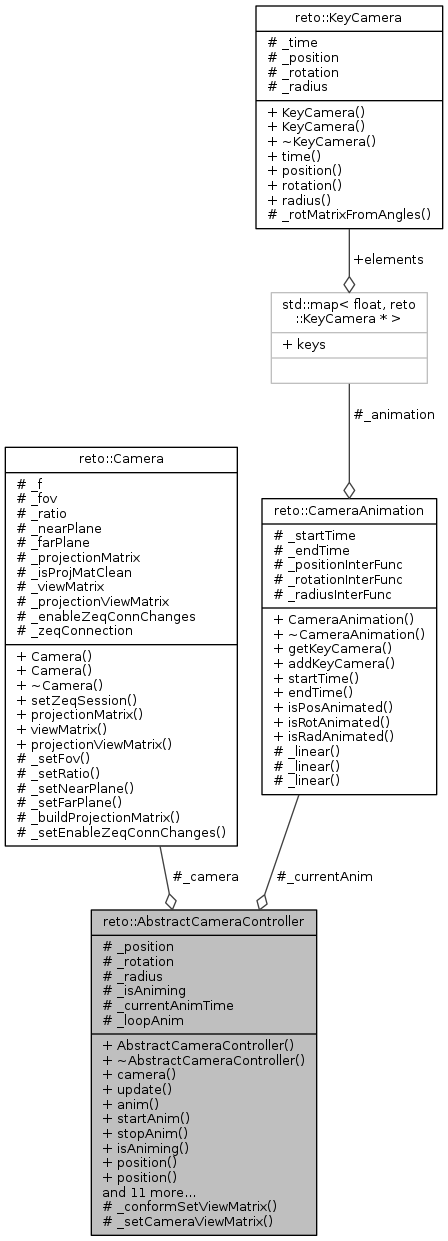 reto::KeyCamera
# _time
# _position
# _rotation
# _radius
+ KeyCamera()
+ KeyCamera()
+ ~KeyCamera()
+ time()
+ position()
+ rotation()
+ radius()
# _rotMatrixFromAngles()
+elements
std::map< float, reto
::KeyCamera * >
+ keys
#_animation
reto::Camera
# _f
# _fov
# _ratio
# _nearPlane
# _farPlane
# _projectionMatrix
# _isProjMatClean
# _viewMatrix
# _projectionViewMatrix
# _enableZeqConnChanges
# _zeqConnection
+ Camera()
+ Camera()
+ ~Camera()
+ setZeqSession()
+ projectionMatrix()
+ viewMatrix()
+ projectionViewMatrix()
# _setFov()
# _setRatio()
# _setNearPlane()
# _setFarPlane()
# _buildProjectionMatrix()
# _setEnableZeqConnChanges()
reto::CameraAnimation
# _startTime
# _endTime
# _positionInterFunc
# _rotationInterFunc
# _radiusInterFunc
+ CameraAnimation()
+ ~CameraAnimation()
+ getKeyCamera()
+ addKeyCamera()
+ startTime()
+ endTime()
+ isPosAnimated()
+ isRotAnimated()
+ isRadAnimated()
# _linear()
# _linear()
# _linear()
#_camera
#_currentAnim
reto::AbstractCameraController
# _position
# _rotation
# _radius
# _isAniming
# _currentAnimTime
# _loopAnim
+ AbstractCameraController()
+ ~AbstractCameraController()
+ camera()
+ update()
+ anim()
+ startAnim()
+ stopAnim()
+ isAniming()
+ position()
+ position()
and 11 more...
# _conformSetViewMatrix()
# _setCameraViewMatrix()